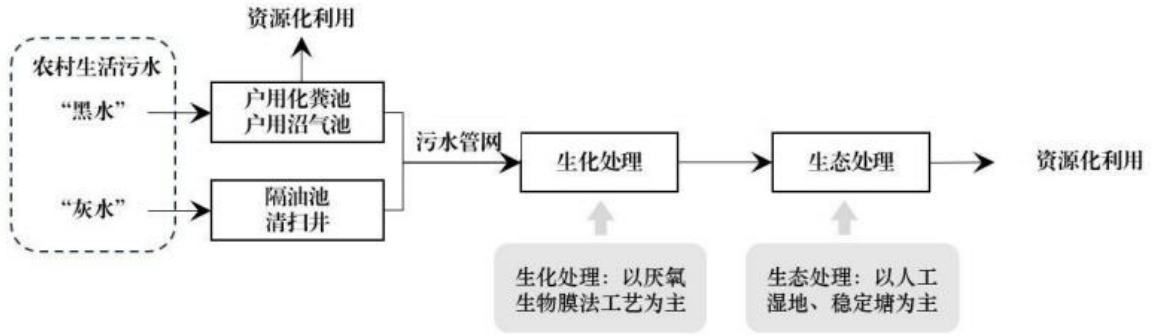 资源化利用
农村生活污水
“黑水”
户用化粪池
户用沼气池
污水管网
生化处理
生态处理
资源化利用
“灰水”
隔油池
清扫井
生化处理：以厌氧
生物膜法工艺为主
生态处理：以人工
湿地、稳定塘为主